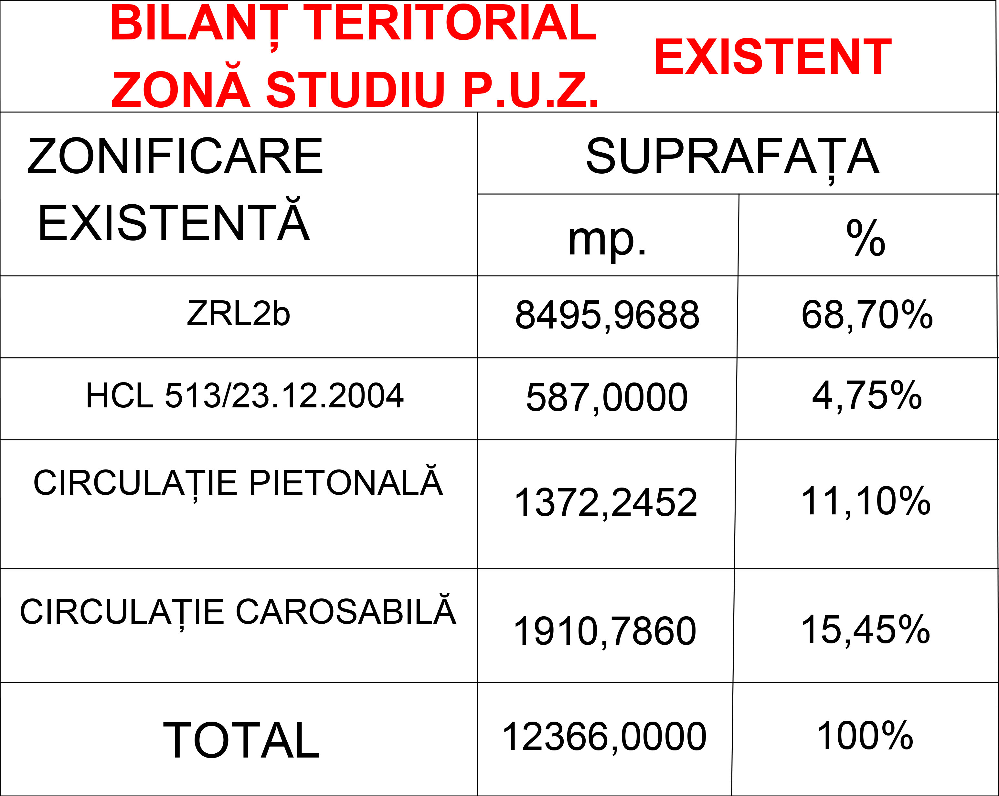 BILANȚ TERITORIAL
ZONĂ STUDIU P.U.Z.
EXISTENT
ZONIFICARE
EXISTENTĂ
SUPRAFAȚA
mp. %
ZRL2b 8495,9688 68,70%
HCL 513/23.12.2004 587,0000 4,75%
CIRCULAȚIE PIETONALĂ 1372,2452 11,10%
CIRCULAȚIE CAROSABILĂ 1910,7860 15,45%
TOTAL 12366,0000 100%